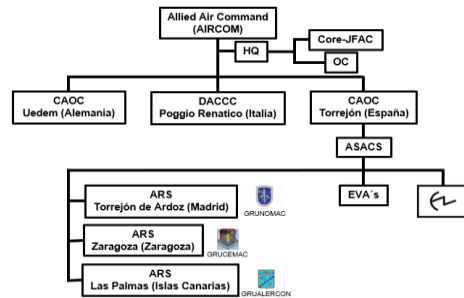 Allied Air Command
(AIRCOM)
HQ
Core-JFAC
OC
CAOC
Uedem (Alemania)
DACCC
Poggio Renatico (Italia)
CAOC
Torrejón (España)
ASACS
ARS
Torrejón de Ardoz (Madrid)
GRUNOMAC
EVA´s
ARS
Zaragoza (Zaragoza)
GRUCEMAC
ARS
Las Palmas (Islas Canarias)
GRUALERCON